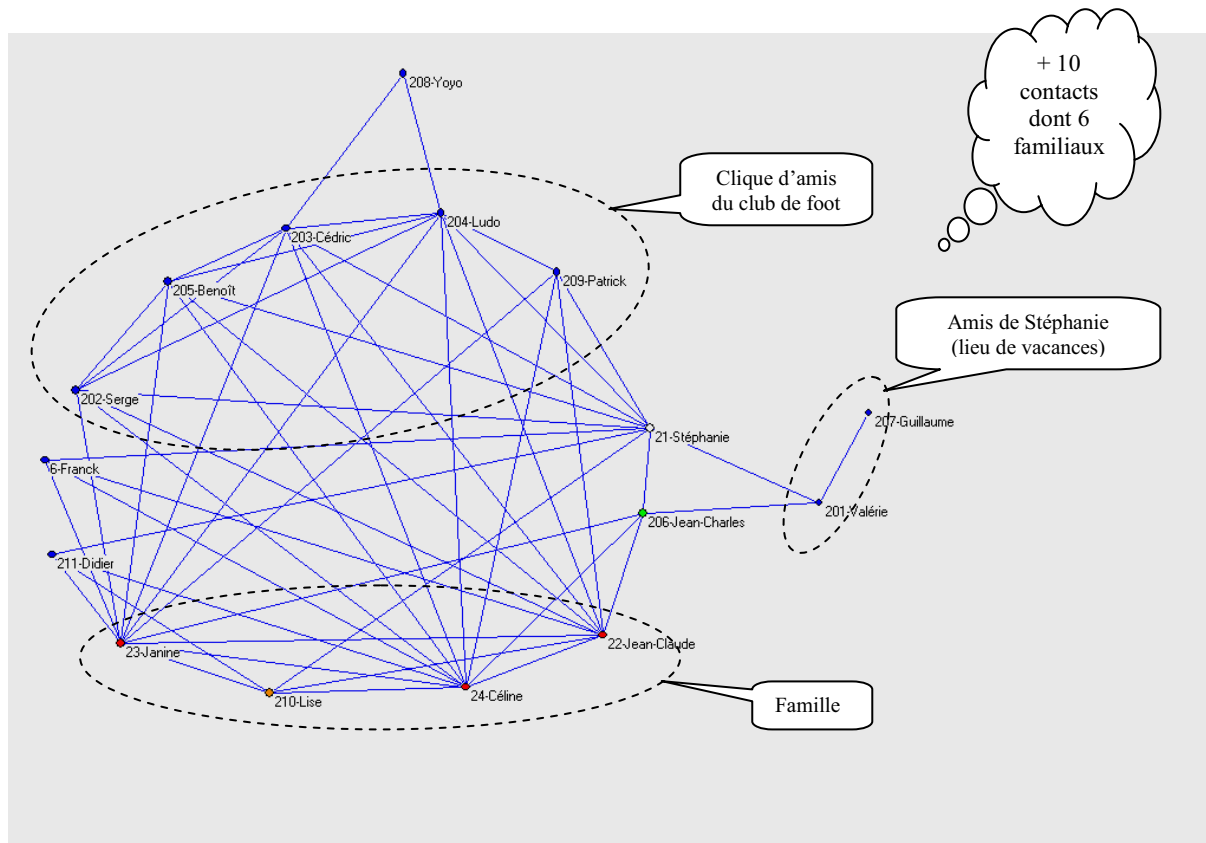 + 10
contacts
dont 6
familiaux
208-Yoyo
Clique d'amis
du club de foot
204-Ludo
203-Cédric
209-Patrick
205-Benoît
Amis de Stéphanie
(lieu de vacances)
202-Serge
207-Guillaume
21-Stéphanie
6-Franck
201-Valérie
206-Jean-Charles
211-Didier
22-Jean-Claude
23-Janine
24-Céline
210-Lise
Famille